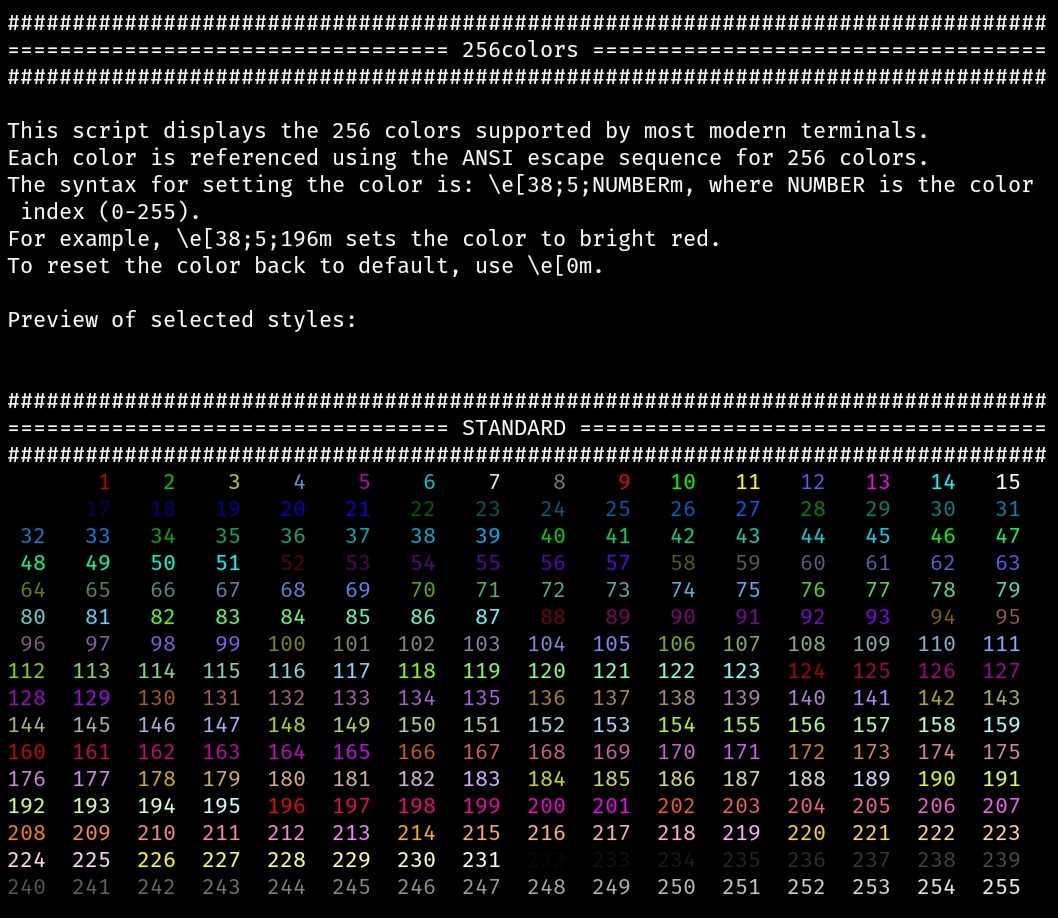 ################################################################################
================================== 256colors ===================================
################################################################################
This script displays the 256 colors supported by most modern terminals.
Each color is referenced using the ANSI escape sequence for 256 colors.
The syntax for setting the color is: \e[38;5;NUMBERm, where NUMBER is the color
index (0-255).
For example, \e[38;5;196m sets the color to bright red.
To reset the color back to default, use \e[0m.
Preview of selected styles:
################################################################################
================================== STANDARD ====================================
################################################################################
1 2 3 4 5 6 7 8 9 10 11 12 13 14 15
17 18 19 20 21 22 23 24 25 26 27 28 29 30 31
32 33 34 35 36 37 38 39 40 41 42 43 44 45 46 47
48 49 50 51 52 53 54 55 56 57 58 59 60 61 62 63
64 65 66 67 68 69 70 71 72 73 74 75 76 77 78 79
80 81 82 83 84 85 86 87 88 89 90 91 92 93 94 95
96 97 98 99 100 101 102 103 104 105 106 107 108 109 110 111
112 113 114 115 116 117 118 119 120 121 122 123 124 125 126 127
128 129 130 131 132 133 134 135 136 137 138 139 140 141 142 143
144 145 146 147 148 149 150 151 152 153 154 155 156 157 158 159
160 161 162 163 164 165 166 167 168 169 170 171 172 173 174 175
176 177 178 179 180 181 182 183 184 185 186 187 188 189 190 191
192 193 194 195 196 197 198 199 200 201 202 203 204 205 206 207
208 209 210 211 212 213 214 215 216 217 218 219 220 221 222 223
224 225 226 227 228 229 230 231 232 233 234 235 236 237 238 239
240 241 242 243 244 245 246 247 248 249 250 251 252 253 254 255